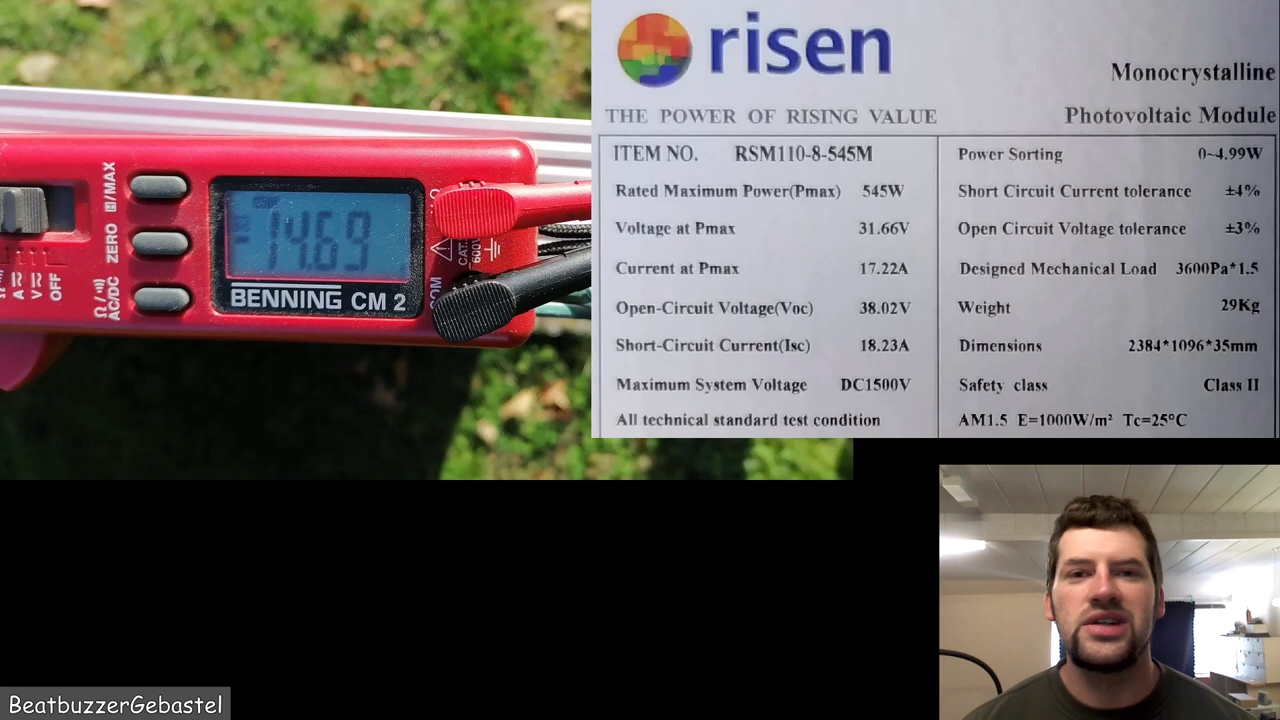 /MAX
ZERO
Ω/
AC/DC
A
V
OFF
-14.69
BENNING CM 2
COM
CAT.
600V
risen
THE POWER OF RISING VALUE
Monocrystalline
Photovoltaic Module
ITEM NO. RSM110-8-545M
Rated Maximum Power(Pmax) 545W
Voltage at Pmax 31.66V
Current at Pmax 17.22A
Open-Circuit Voltage(Voc) 38.02V
Short-Circuit Current(Isc) 18.23A
Maximum System Voltage DC1500V
All technical standard test condition
Power Sorting 0~4.99W
Short Circuit Current tolerance ±4%
Open Circuit Voltage tolerance ±3%
Designed Mechanical Load 3600Pa*1.5
Weight 29Kg
Dimensions 2384*1096*35mm
Safety class Class II
AM1.5 E=1000W/m² Tc=25°C
BeatbuzzerGebastel